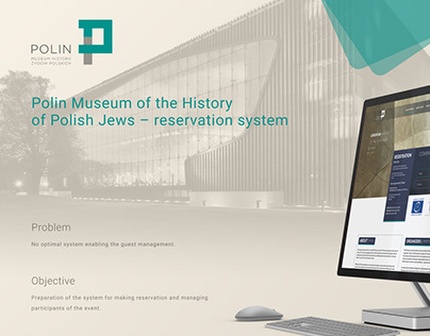 POLIN
MUZEUM HISTORII
ŻYDÓW POLSKICH
Polin Museum of the History
of Polish Jews – reservation system
Problem
No optimal system enabling the guest management.
Objective
Preparation of the system for making reservation and managing
participants of the event.
REGISTRATION